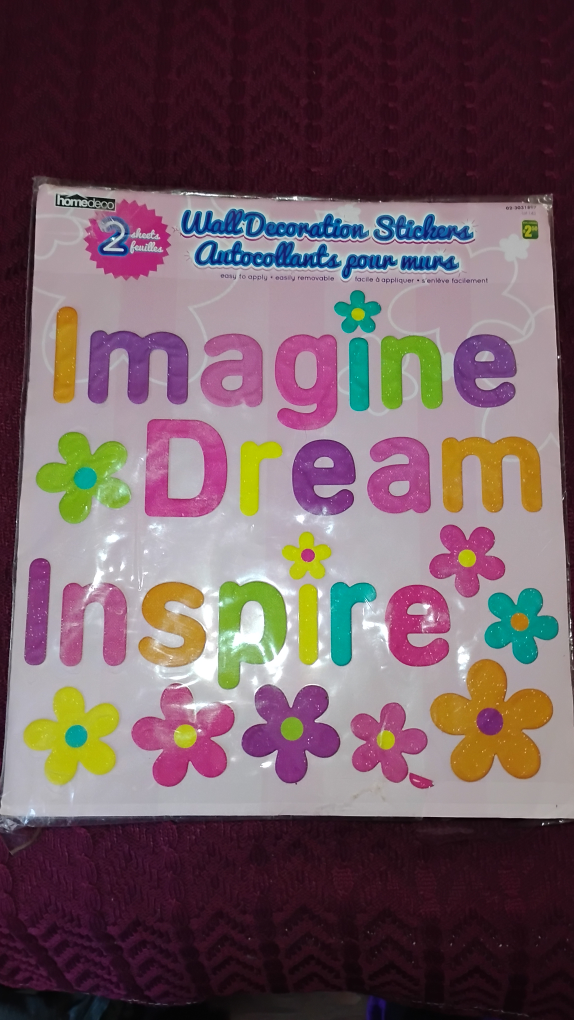 homedeco
2 sheets
feuilles
Wall Decoration Stickers
Autocollants pour murs
easy to apply • easily removable facile à appliquer • s'enlève facilement
Imagine
Dream
Inspire